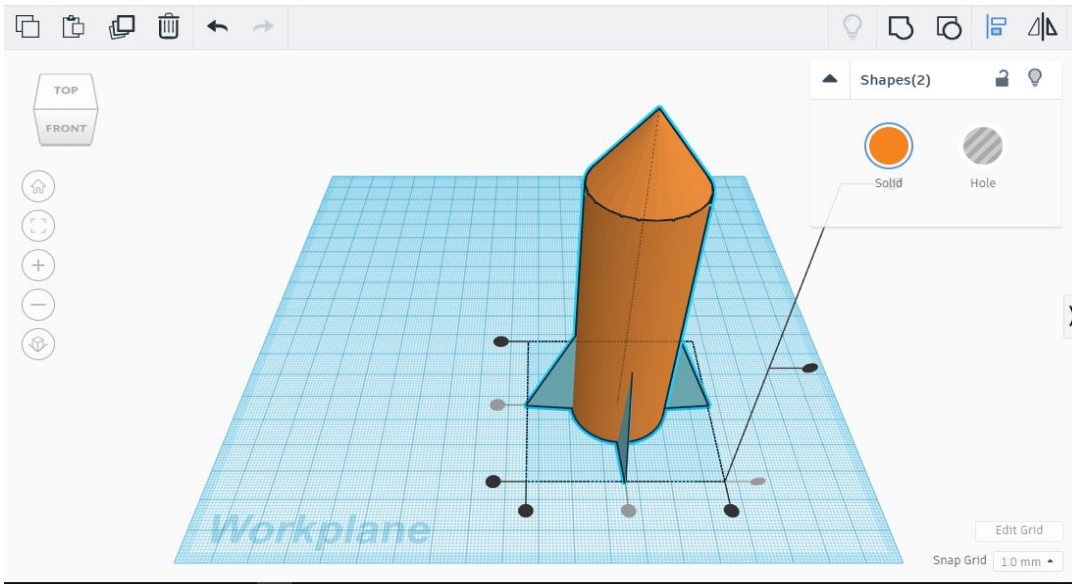 TOP
FRONT
Shapes(2)
Solid
Hole
Workplane
Edit Grid
Snap Grid 1.0 mm